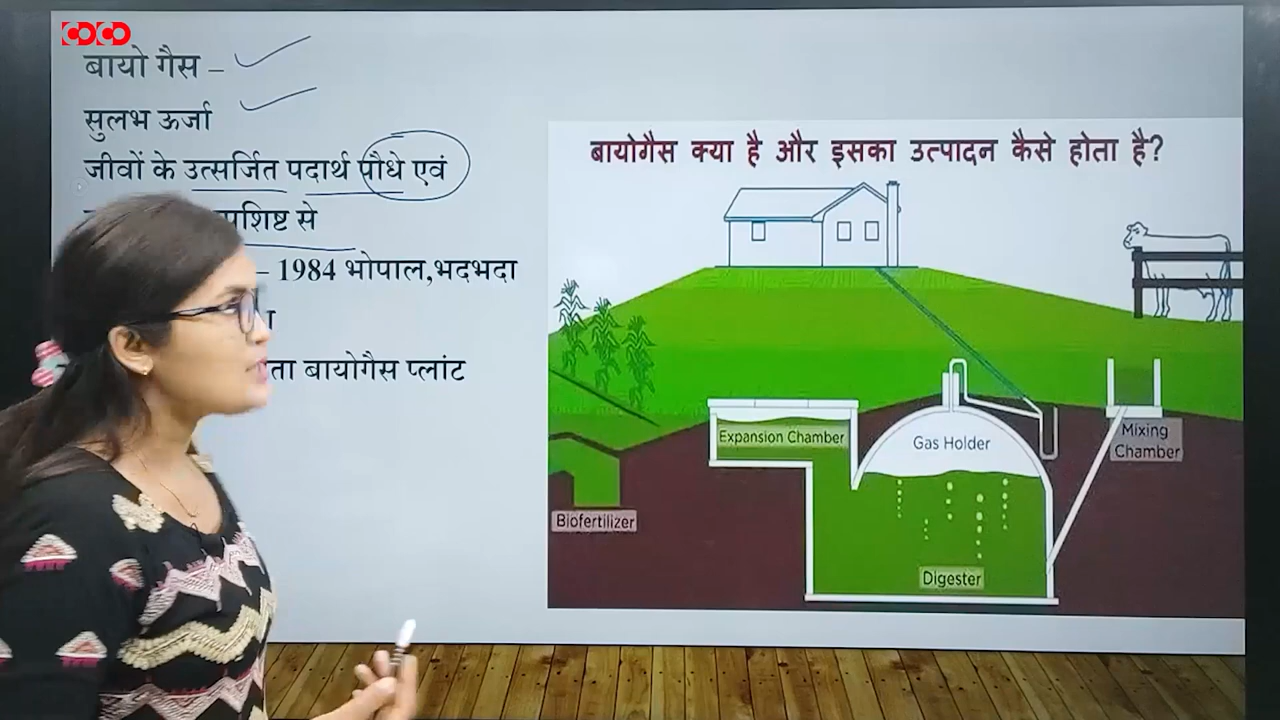 COCO
बायो गैस –
सुलभ ऊर्जा
जीवों के उत्सर्जित पदार्थ पौधे एवं
से
– 1984 भोपाल,भदभदा
बायोगैस प्लांट
बायोगैस क्या है और इसका उत्पादन कैसे होता है?
Expansion Chamber
Gas Holder
Mixing
Chamber
Biofertilizer
Digester